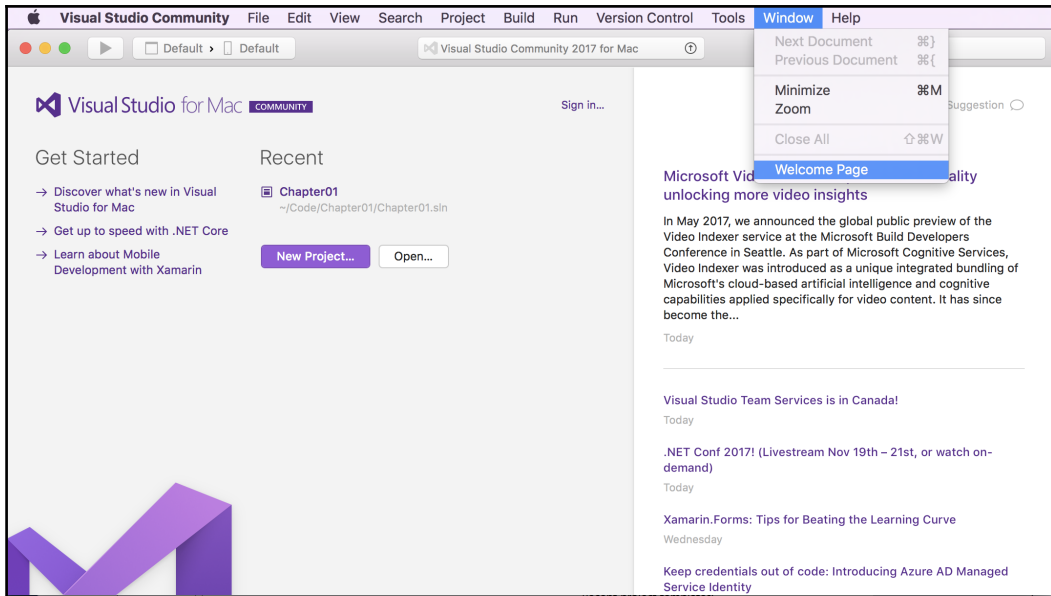 Visual Studio Community File Edit View Search Project Build Run Version Control Tools Window Help
Default › Default
Visual Studio Community 2017 for Mac
Next Document ⌘}
Previous Document ⌘{
Minimize ⌘M
Zoom
Close All ⇧⌘W
Welcome Page
Visual Studio for Mac COMMUNITY
Sign in...
Suggestion
Get Started
→ Discover what's new in Visual
Studio for Mac
→ Get up to speed with .NET Core
→ Learn about Mobile
Development with Xamarin
Recent
Chapter01
~/Code/Chapter01/Chapter01.sln
New Project... Open...
Microsoft Vid ality
unlocking more video insights
In May 2017, we announced the global public preview of the
Video Indexer service at the Microsoft Build Developers
Conference in Seattle. As part of Microsoft Cognitive Services,
Video Indexer was introduced as a unique integrated bundling of
Microsoft's cloud-based artificial intelligence and cognitive
capabilities applied specifically for video content. It has since
become the...
Today
Visual Studio Team Services is in Canada!
Today
.NET Conf 2017! (Livestream Nov 19th – 21st, or watch on-
demand)
Today
Xamarin.Forms: Tips for Beating the Learning Curve
Wednesday
Keep credentials out of code: Introducing Azure AD Managed
Service Identity